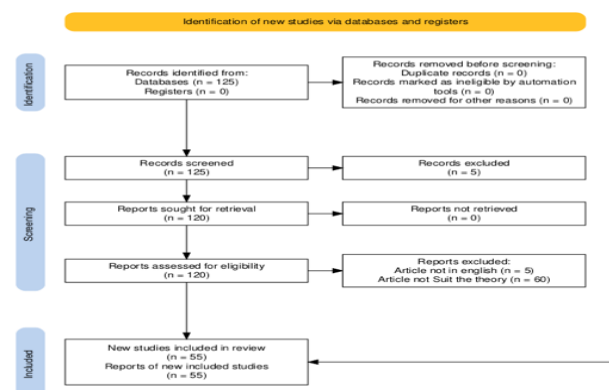 Identification of new studies via databases and registers
Identification
Records identified from:
Databases (n = 125)
Registers (n = 0)
Records removed before screening:
Duplicate records (n = 0)
Records marked as ineligible by automation
tools (n = 0)
Records removed for other reasons (n = 0)
Screening
Records screened
(n = 125)
Records excluded
(n = 5)
Reports sought for retrieval
(n = 120)
Reports not retrieved
(n = 0)
Reports assessed for eligibility
(n = 120)
Reports excluded:
Article not in english (n = 5)
Article not Suit the theory (n = 60)
Included
New studies included in review
(n = 55)
Reports of new included studies
(n = 55)